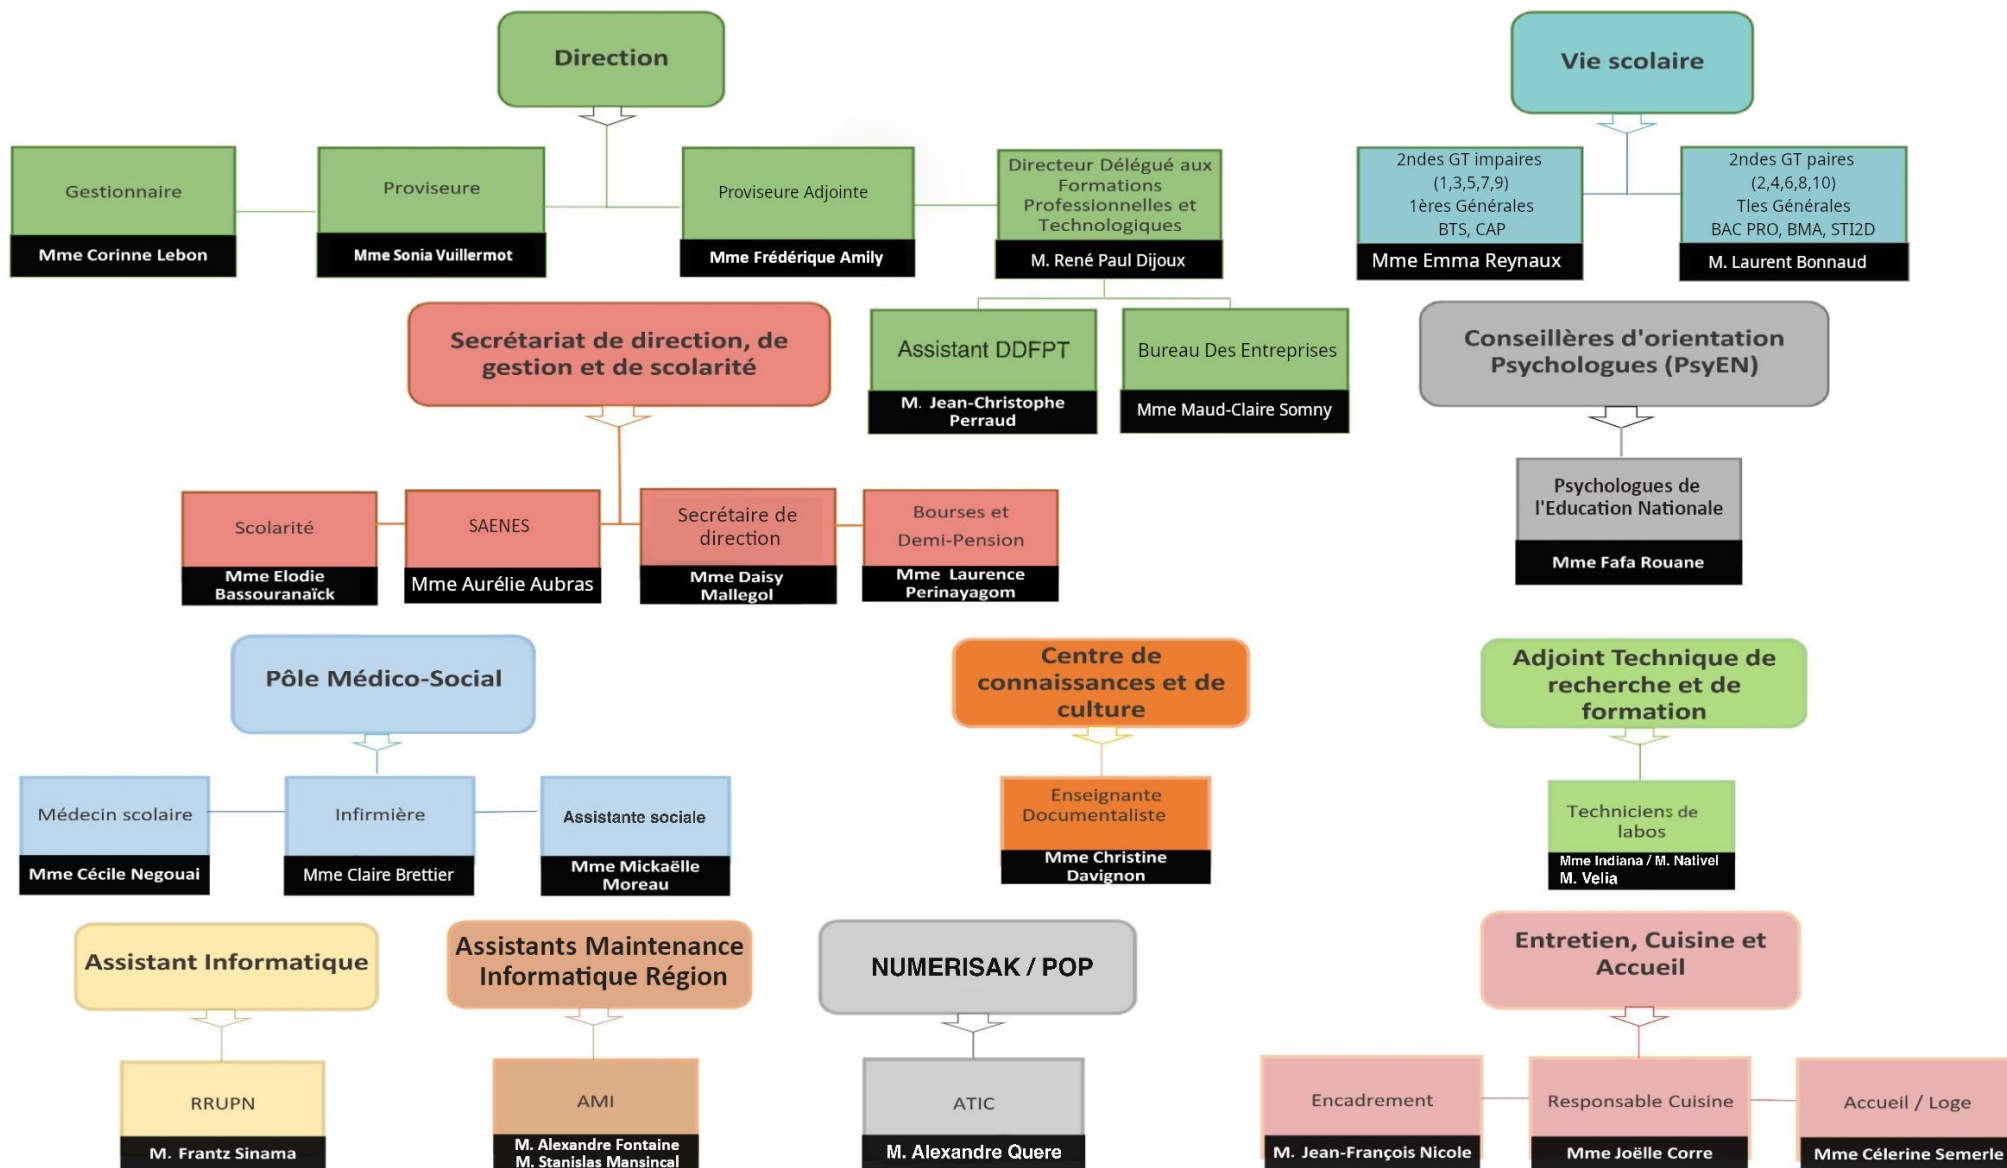 Direction
Gestionnaire
Mme Corinne Lebon
Proviseure
Mme Sonia Vuillermot
Proviseure Adjointe
Mme Frédérique Amily
Directeur Délégué aux
Formations
Professionnelles et
Technologiques
M. René Paul Dijoux
Assistant DDFPT
M. Jean-Christophe
Perraud
Bureau Des Entreprises
Mme Maud-Claire Somny
Vie scolaire
2ndes GT impaires
(1,3,5,7,9)
1ères Générales
BTS, CAP
Mme Emma Reynaux
2ndes GT paires
(2,4,6,8,10)
Tles Générales
BAC PRO, BMA, STI2D
M. Laurent Bonnaud
Secrétariat de direction, de
gestion et de scolarité
Scolarité
Mme Elodie
Bassouranaïck
SAENES
Mme Aurélie Aubras
Secrétaire de
direction
Mme Daisy
Mallegol
Bourses et
Demi-Pension
Mme Laurence
Perinayagom
Conseillères d'orientation
Psychologues (PsyEN)
Psychologues de
l'Education Nationale
Mme Fafa Rouane
Pôle Médico-Social
Médecin scolaire
Mme Cécile Negouai
Infirmière
Mme Claire Brettier
Assistante sociale
Mme Mickaëlle
Moreau
Centre de
connaissances et de
culture
Enseignante
Documentaliste
Mme Christine
Davignon
Adjoint Technique de
recherche et de
formation
Techniciens de
labos
Mme Indiana / M. Nativel
M. Velia
Assistant Informatique
RRUPN
M. Frantz Sinama
Assistants Maintenance
Informatique Région
AMI
M. Alexandre Fontaine
M. Stanislas Mansincal
NUMERISAK / POP
ATIC
M. Alexandre Quere
Entretien, Cuisine et
Accueil
Encadrement
M. Jean-François Nicole
Responsable Cuisine
Mme Joëlle Corre
Accueil / Loge
Mme Célerine Semerle